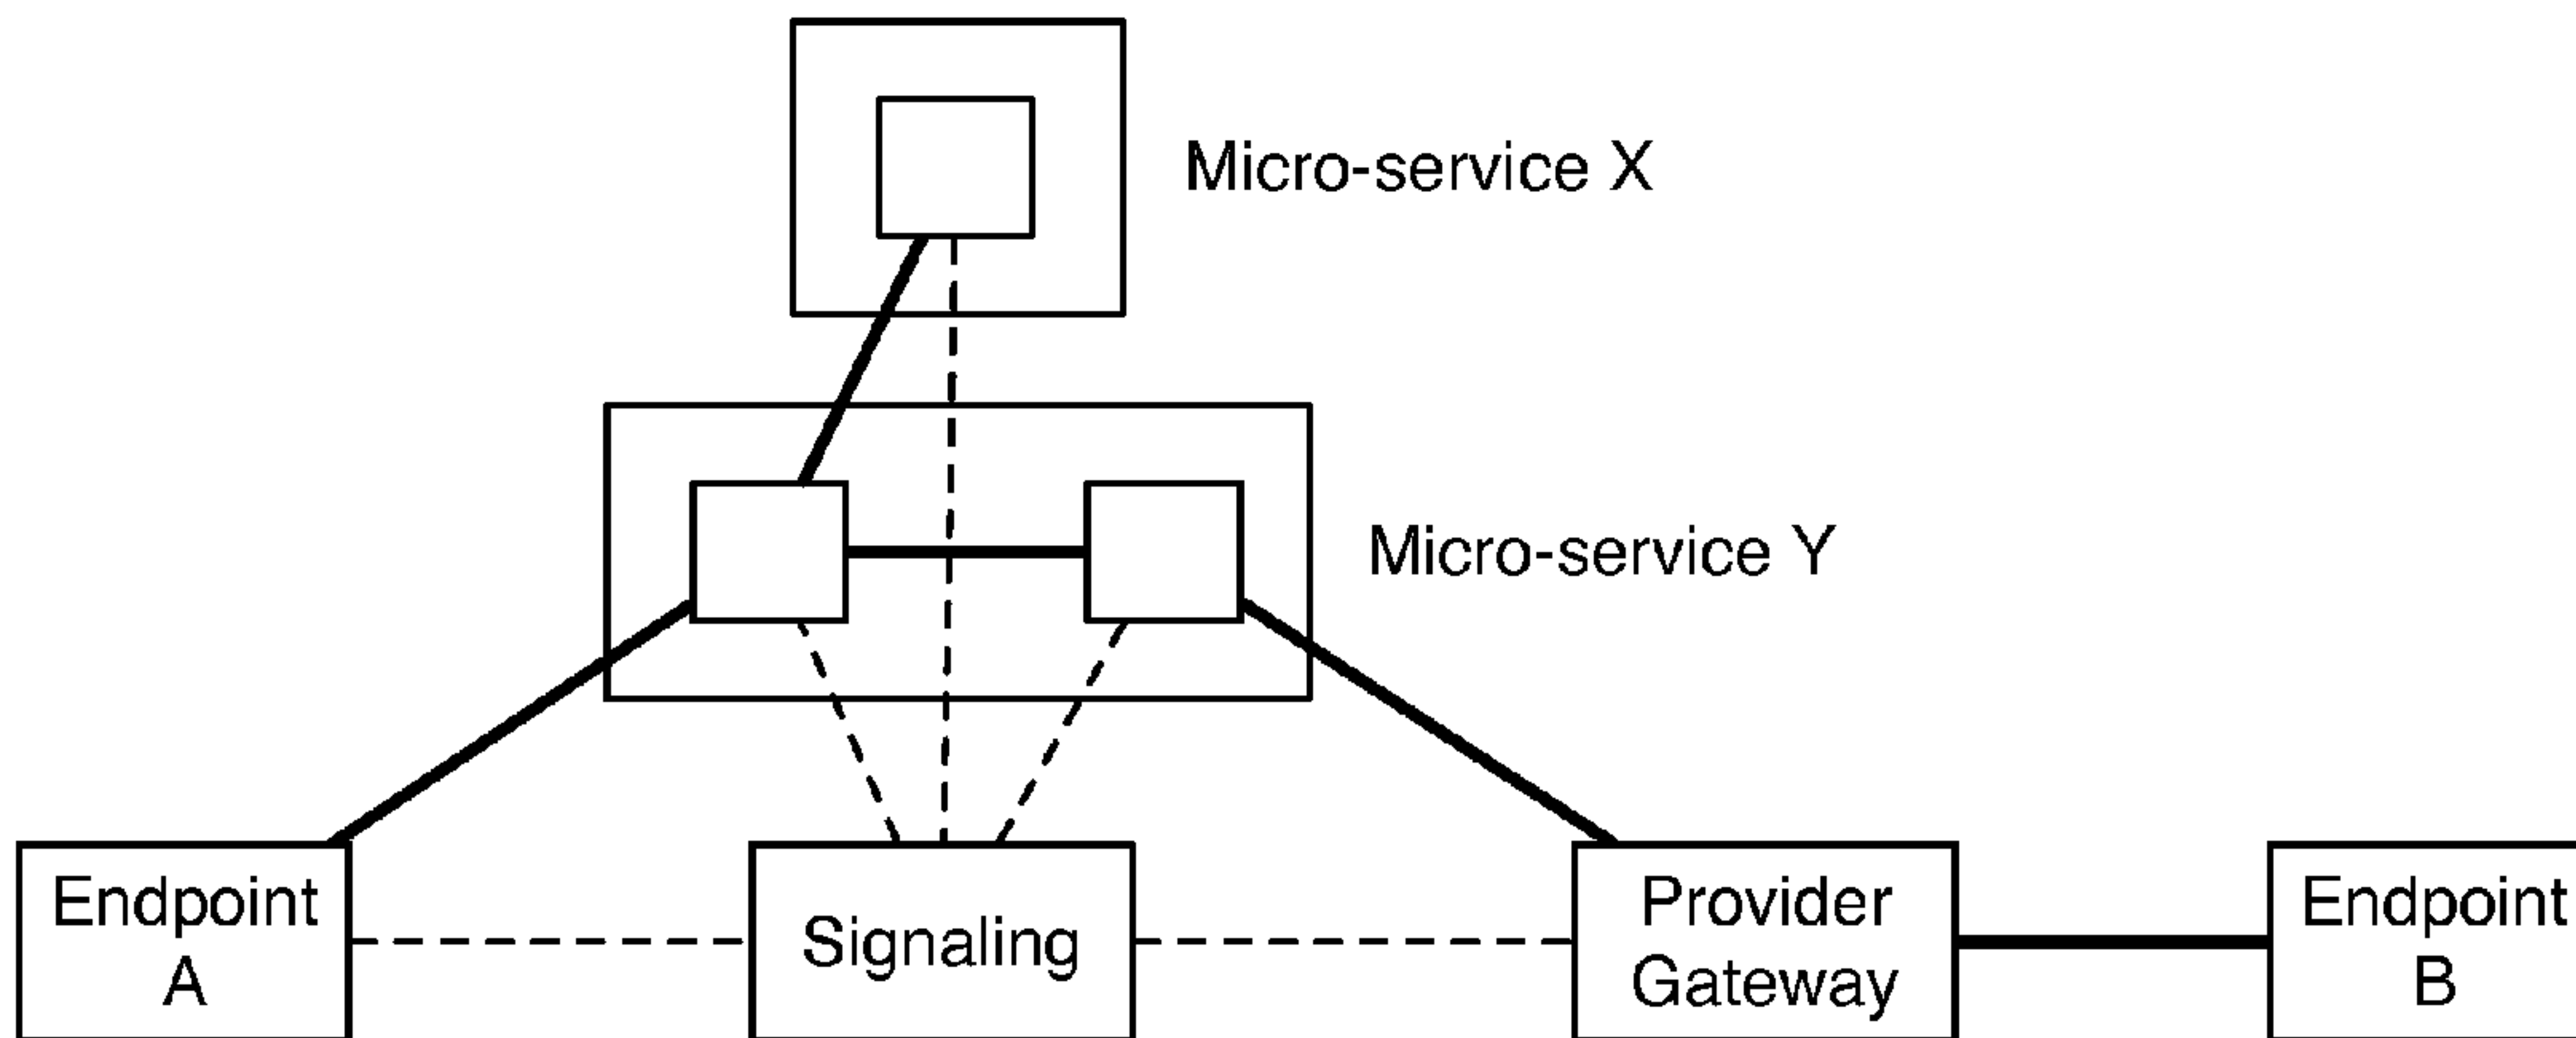 Micro-service X
Micro-service Y
Endpoint
A
Signaling
Provider
Gateway
Endpoint
B